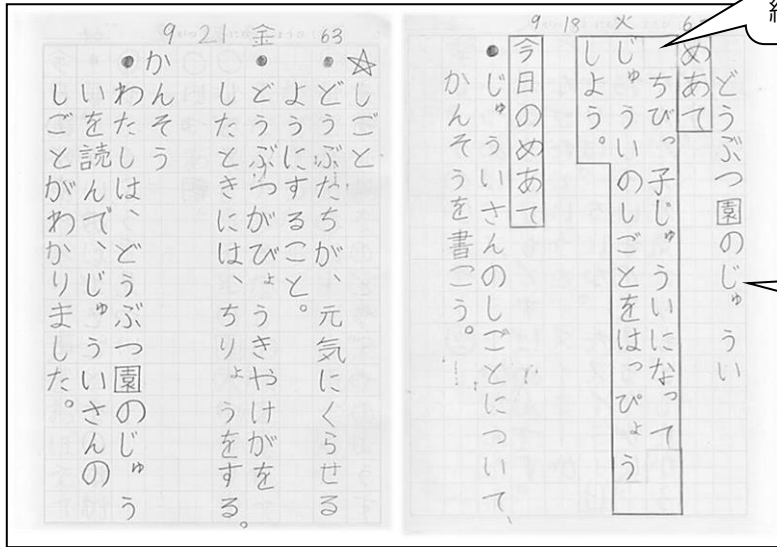 9 18 火
どうぶつ園のじゅうい
めあて
ちびっ子じゅういになって
じゅういのしごとをはっぴょう
しよう。
今日のめあて
●じゅういさんのしごとについて、
かんそうを書こう。
9 21 金 63
☆しごと
●どうぶたちが、元気にくらせる
ようにすること。
●どうぶつがびょうきやけがを
したときには、ちりょうをする。
かんそう
●わたしは、どうぶつ園のじゅう
いを読んで、じゅういさんの
しごとがわかりました。